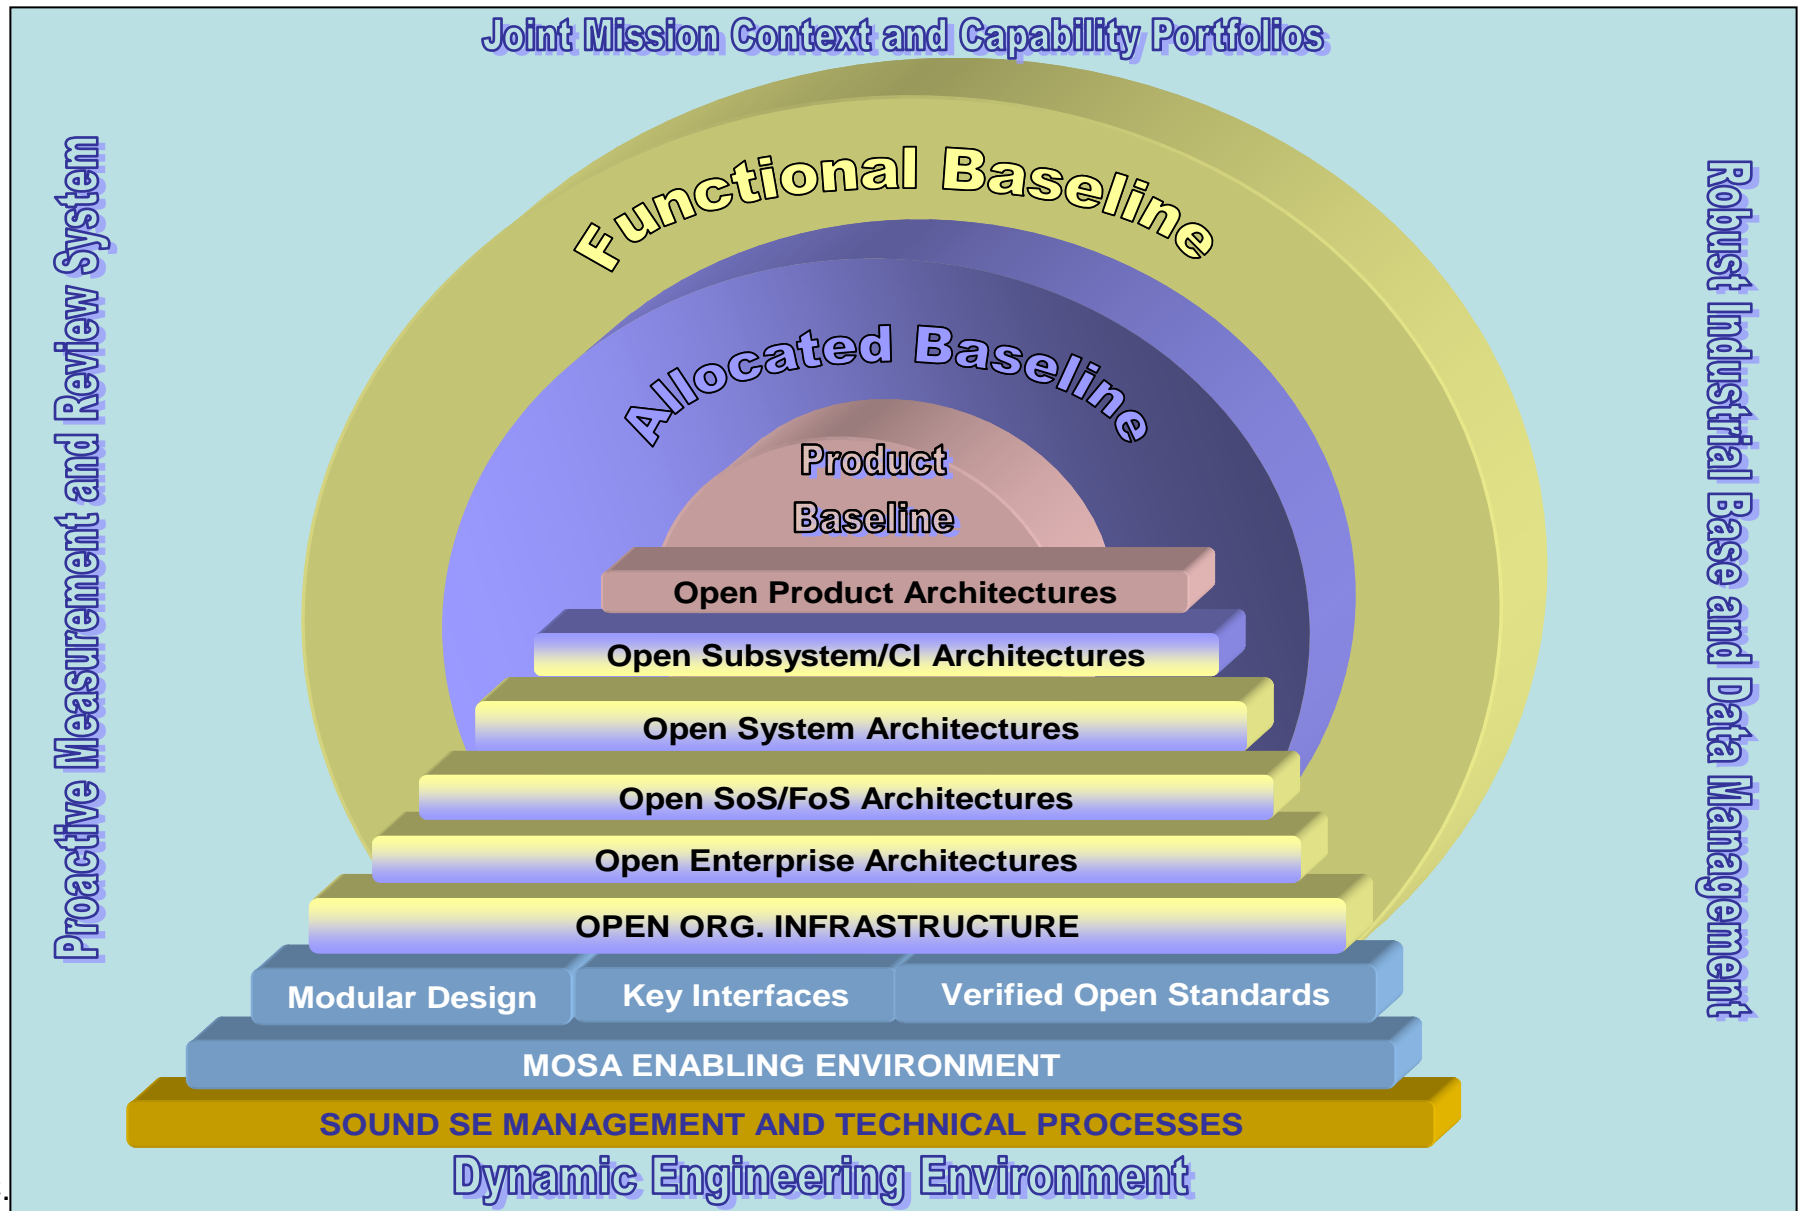 Joint Mission Context and Capability Portfolios
Proactive Measurement and Review System
Robust Industrial Base and Data Management
Functional Baseline
Allocated Baseline
Product
Baseline
Open Product Architectures
Open Subsystem/CI Architectures
Open System Architectures
Open SoS/FoS Architectures
Open Enterprise Architectures
OPEN ORG. INFRASTRUCTURE
Modular Design
Key Interfaces
Verified Open Standards
MOSA ENABLING ENVIRONMENT
SOUND SE MANAGEMENT AND TECHNICAL PROCESSES
Dynamic Engineering Environment